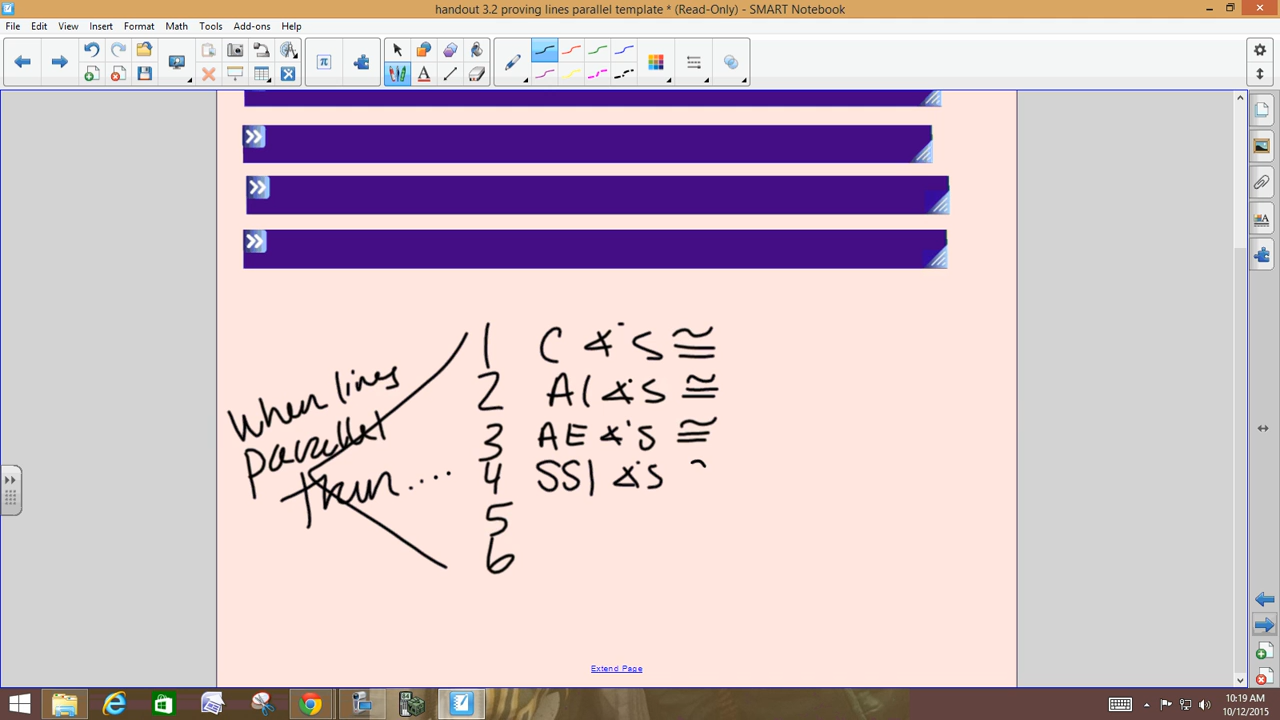 handout 3.2 proving lines parallel template * (Read-Only) - SMART Notebook
File Edit View Insert Format Math Tools Add-ons Help
When lines
parallel
then....
1 C ∡'s ≅
2 AI ∡'s ≅
3 AE ∡'s ≅
4 SSI ∡'s
5
6
Extend Page
10:19 AM
10/12/2015